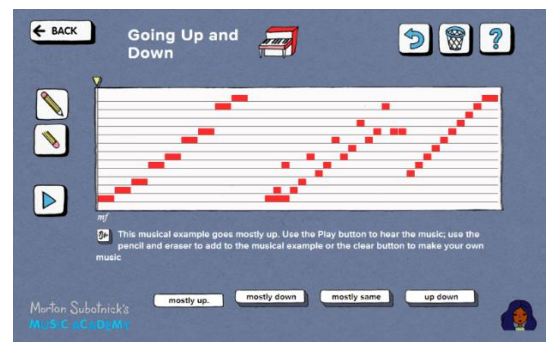 BACK
Going Up and
Down
?
mf
This musical example goes mostly up. Use the Play button to hear the music; use the
pencil and eraser to add to the musical example or the clear button to make your own
music
mostly up.
mostly down
mostly same
up down
Morton Subotnick's
MUSIC ACADEMY